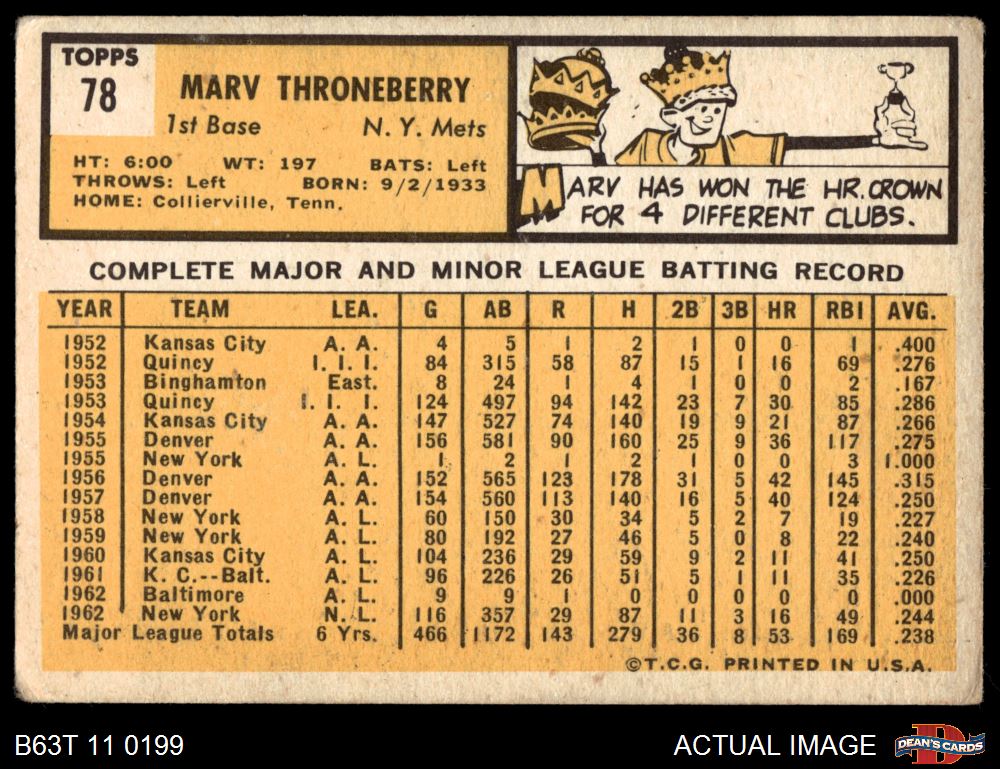 TOPPS
78
MARV THRONEBERRY
1st Base N. Y. Mets
HT: 6:00 WT: 197 BATS: Left
THROWS: Left BORN: 9/2/1933
HOME: Collierville, Tenn.
MARV HAS WON THE HR. CROWN
FOR 4 DIFFERENT CLUBS.
COMPLETE MAJOR AND MINOR LEAGUE BATTING RECORD
YEAR TEAM LEA. G AB R H 2B 3B HR RBI AVG.
1952 Kansas City A. A. 4 5 1 2 1 0 0 1 .400
1952 Quincy I. I. I. 84 315 58 87 15 1 16 69 .276
1953 Binghamton East. 8 24 1 4 1 0 0 2 .167
1953 Quincy I. I. I. 124 497 94 142 23 7 30 85 .286
1954 Kansas City A. A. 147 527 74 140 19 9 21 87 .266
1955 Denver A. A. 156 581 90 160 25 9 36 117 .275
1955 New York A. L. 1 2 1 2 1 0 0 3 1.000
1956 Denver A. A. 152 565 123 178 31 5 42 145 .315
1957 Denver A. A. 154 560 113 140 16 5 40 124 .250
1958 New York A. L. 60 150 30 34 5 2 7 19 .227
1959 New York A. L. 80 192 27 46 5 0 8 22 .240
1960 Kansas City A. L. 104 236 29 59 9 2 11 41 .250
1961 K. C.--Balt. A. L. 96 226 26 51 5 1 11 35 .226
1962 Baltimore A. L. 9 9 1 0 0 0 0 0 .000
1962 New York N. L. 116 357 29 87 11 3 16 49 .244
Major League Totals 6 Yrs. 466 1172 143 279 36 8 53 169 .238
©T.C.G. PRINTED IN U.S.A.
B63T 11 0199 ACTUAL IMAGE
D
DEAN'S CARDS